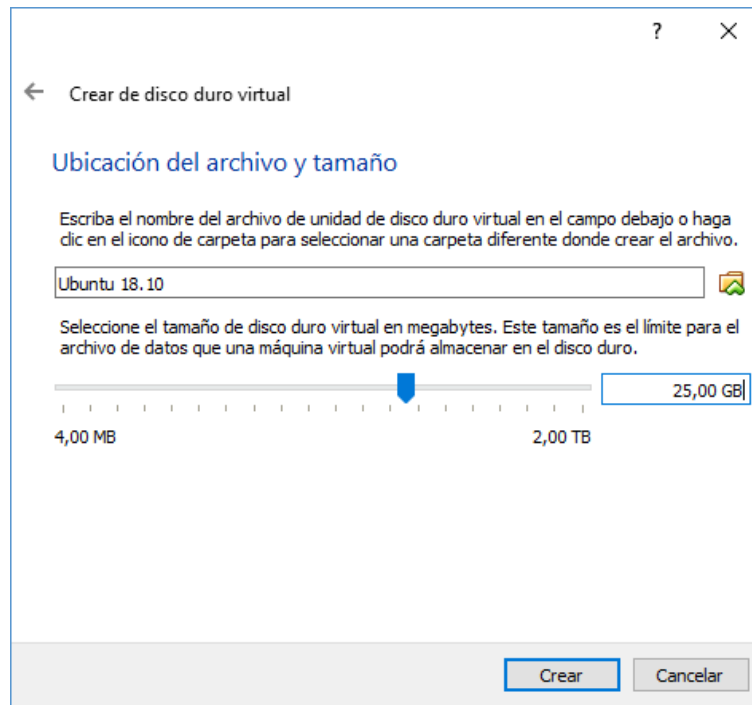 ?
Crear de disco duro virtual
Ubicación del archivo y tamaño
Escriba el nombre del archivo de unidad de disco duro virtual en el campo debajo o haga
clic en el icono de carpeta para seleccionar una carpeta diferente donde crear el archivo.
Ubuntu 18.10
Seleccione el tamaño de disco duro virtual en megabytes. Este tamaño es el límite para el
archivo de datos que una máquina virtual podrá almacenar en el disco duro.
25,00 GB
4,00 MB 2,00 TB
Crear Cancelar